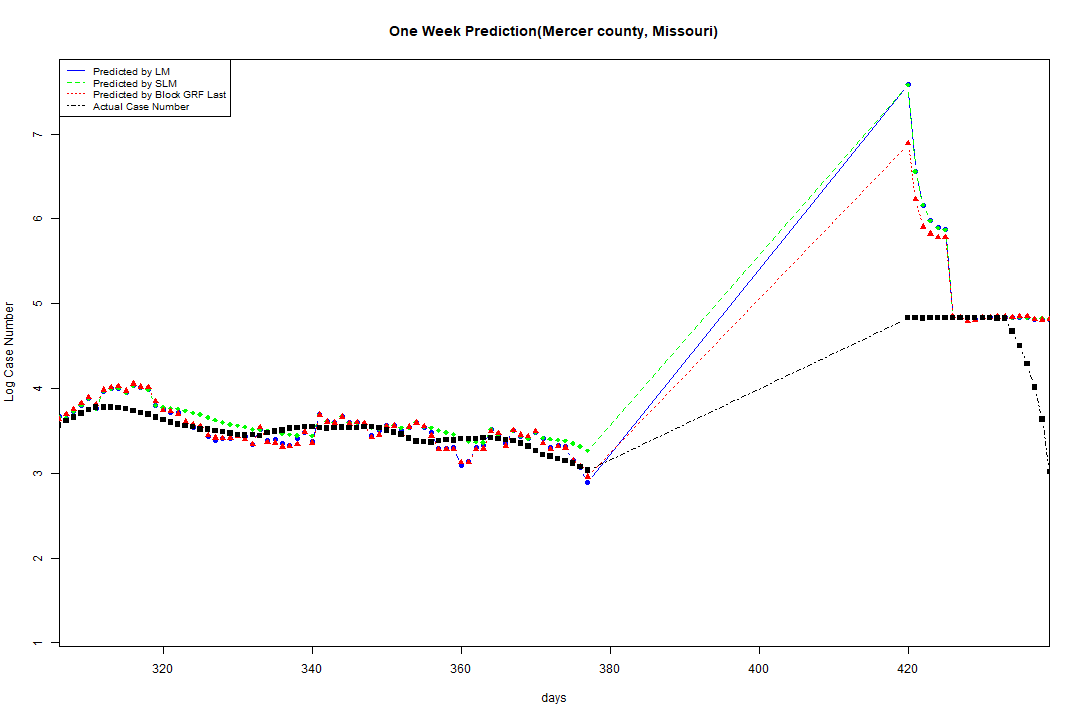 One Week Prediction(Mercer county, Missouri)
Predicted by LM
Predicted by SLM
Predicted by Block GRF Last
Actual Case Number
7
6
5
4
3
2
1
Log Case Number
320 340 360 380 400 420
days